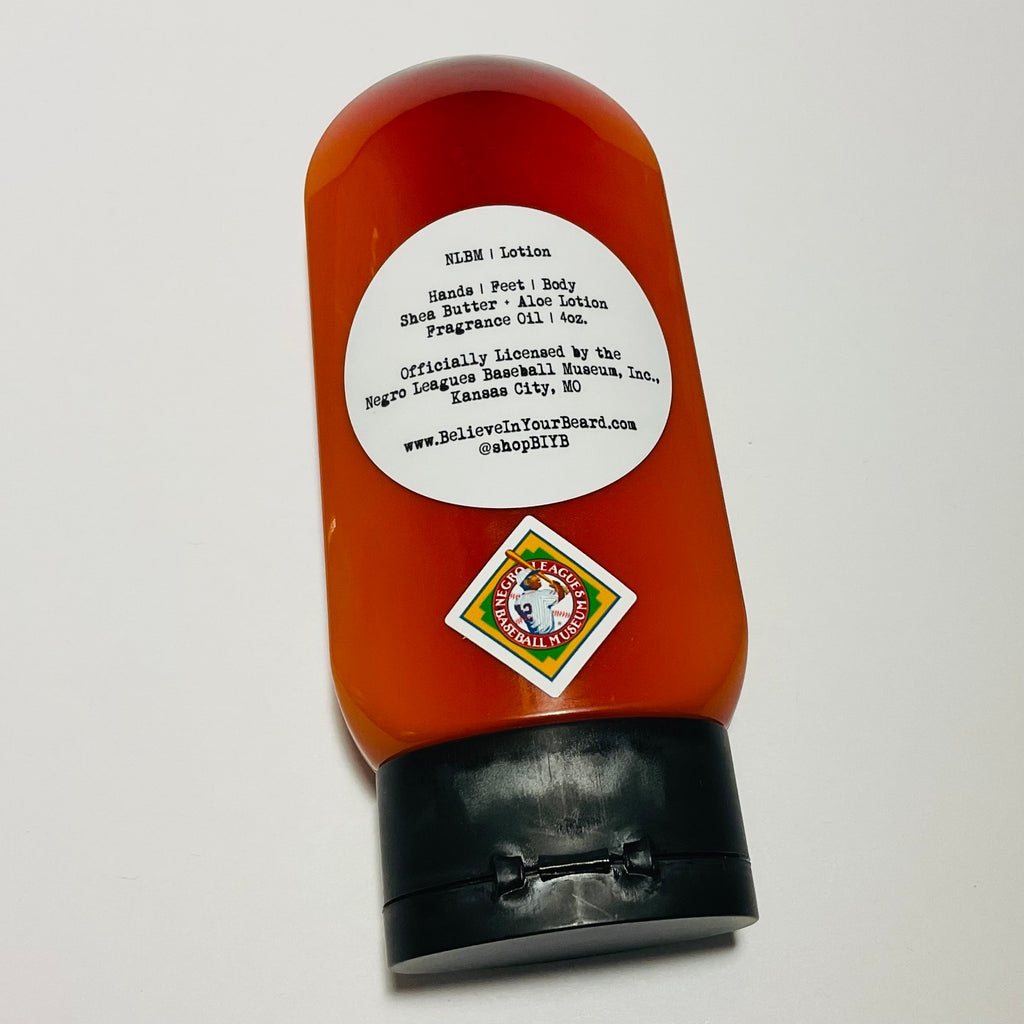 NLBM | Lotion
Hands | Feet | Body
Shea Butter + Aloe Lotion
Fragrance Oil | 4oz.
Officially Licensed by the
Negro Leagues Baseball Museum, Inc.,
Kansas City, MO
www.BelieveInYourBeard.com
@shopBIYB
NEGRO LEAGUES
BASEBALL MUSEUM
2